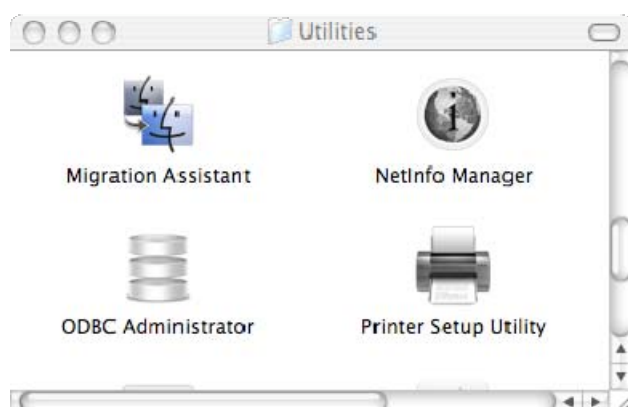 Utilities
Migration Assistant
NetInfo Manager
ODBC Administrator
Printer Setup Utility